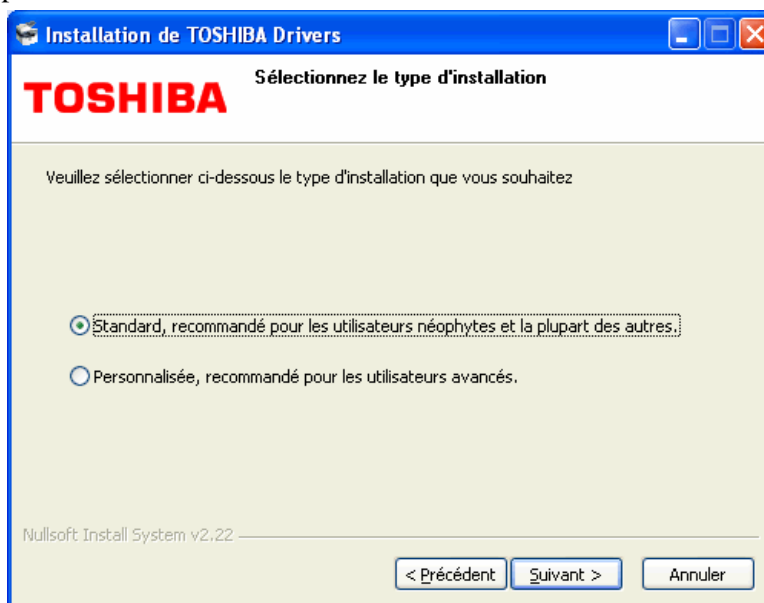 Installation de TOSHIBA Drivers
TOSHIBA
Sélectionnez le type d'installation
Veuillez sélectionner ci-dessous le type d'installation que vous souhaitez
Standard, recommandé pour les utilisateurs néophytes et la plupart des autres.
Personnalisée, recommandé pour les utilisateurs avancés.
Nullsoft Install System v2.22
< Précédent Suivant > Annuler